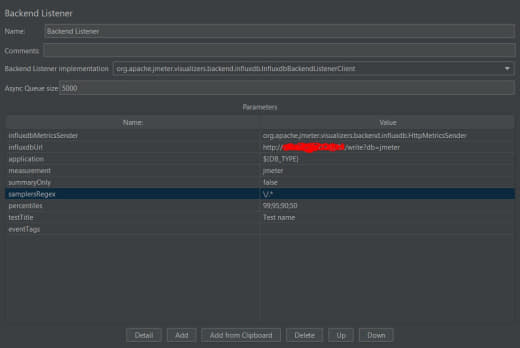 Backend Listener
Name: Backend Listener
Comments:
Backend Listener implementation org.apache.jmeter.visualizers.backend.influxdb.InfluxdbBackendListenerClient
Async Queue size 5000
Parameters
Name: Value
influxdbMetricsSender org.apache.jmeter.visualizers.backend.influxdb.HttpMetricsSender
influxdbUrl http:// /write?db=jmeter
application ${DB_TYPE}
measurement jmeter
summaryOnly false
samplersRegex \/.*
percentiles 99;95;90;50
testTitle Test name
eventTags
Detail Add Add from Clipboard Delete Up Down